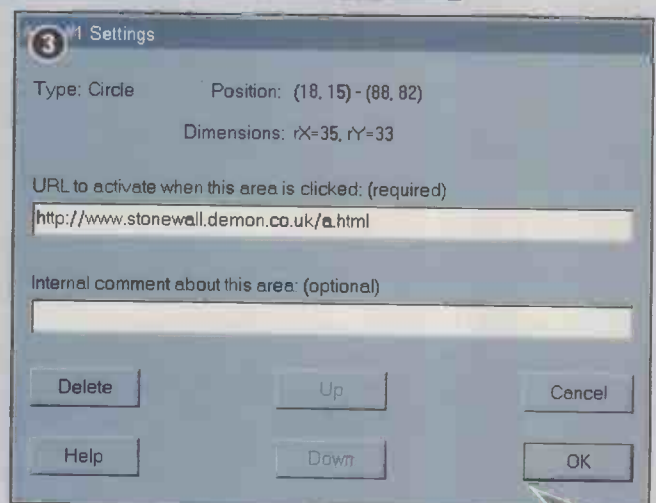 3
#1 Settings
Type: Circle Position: (18, 15) - (88, 82)
Dimensions: rX=35, rY=33
URL to activate when this area is clicked: (required)
http://www.stonewall.demon.co.uk/a.html
Internal comment about this area: (optional)
Delete Up Cancel
Help Down OK